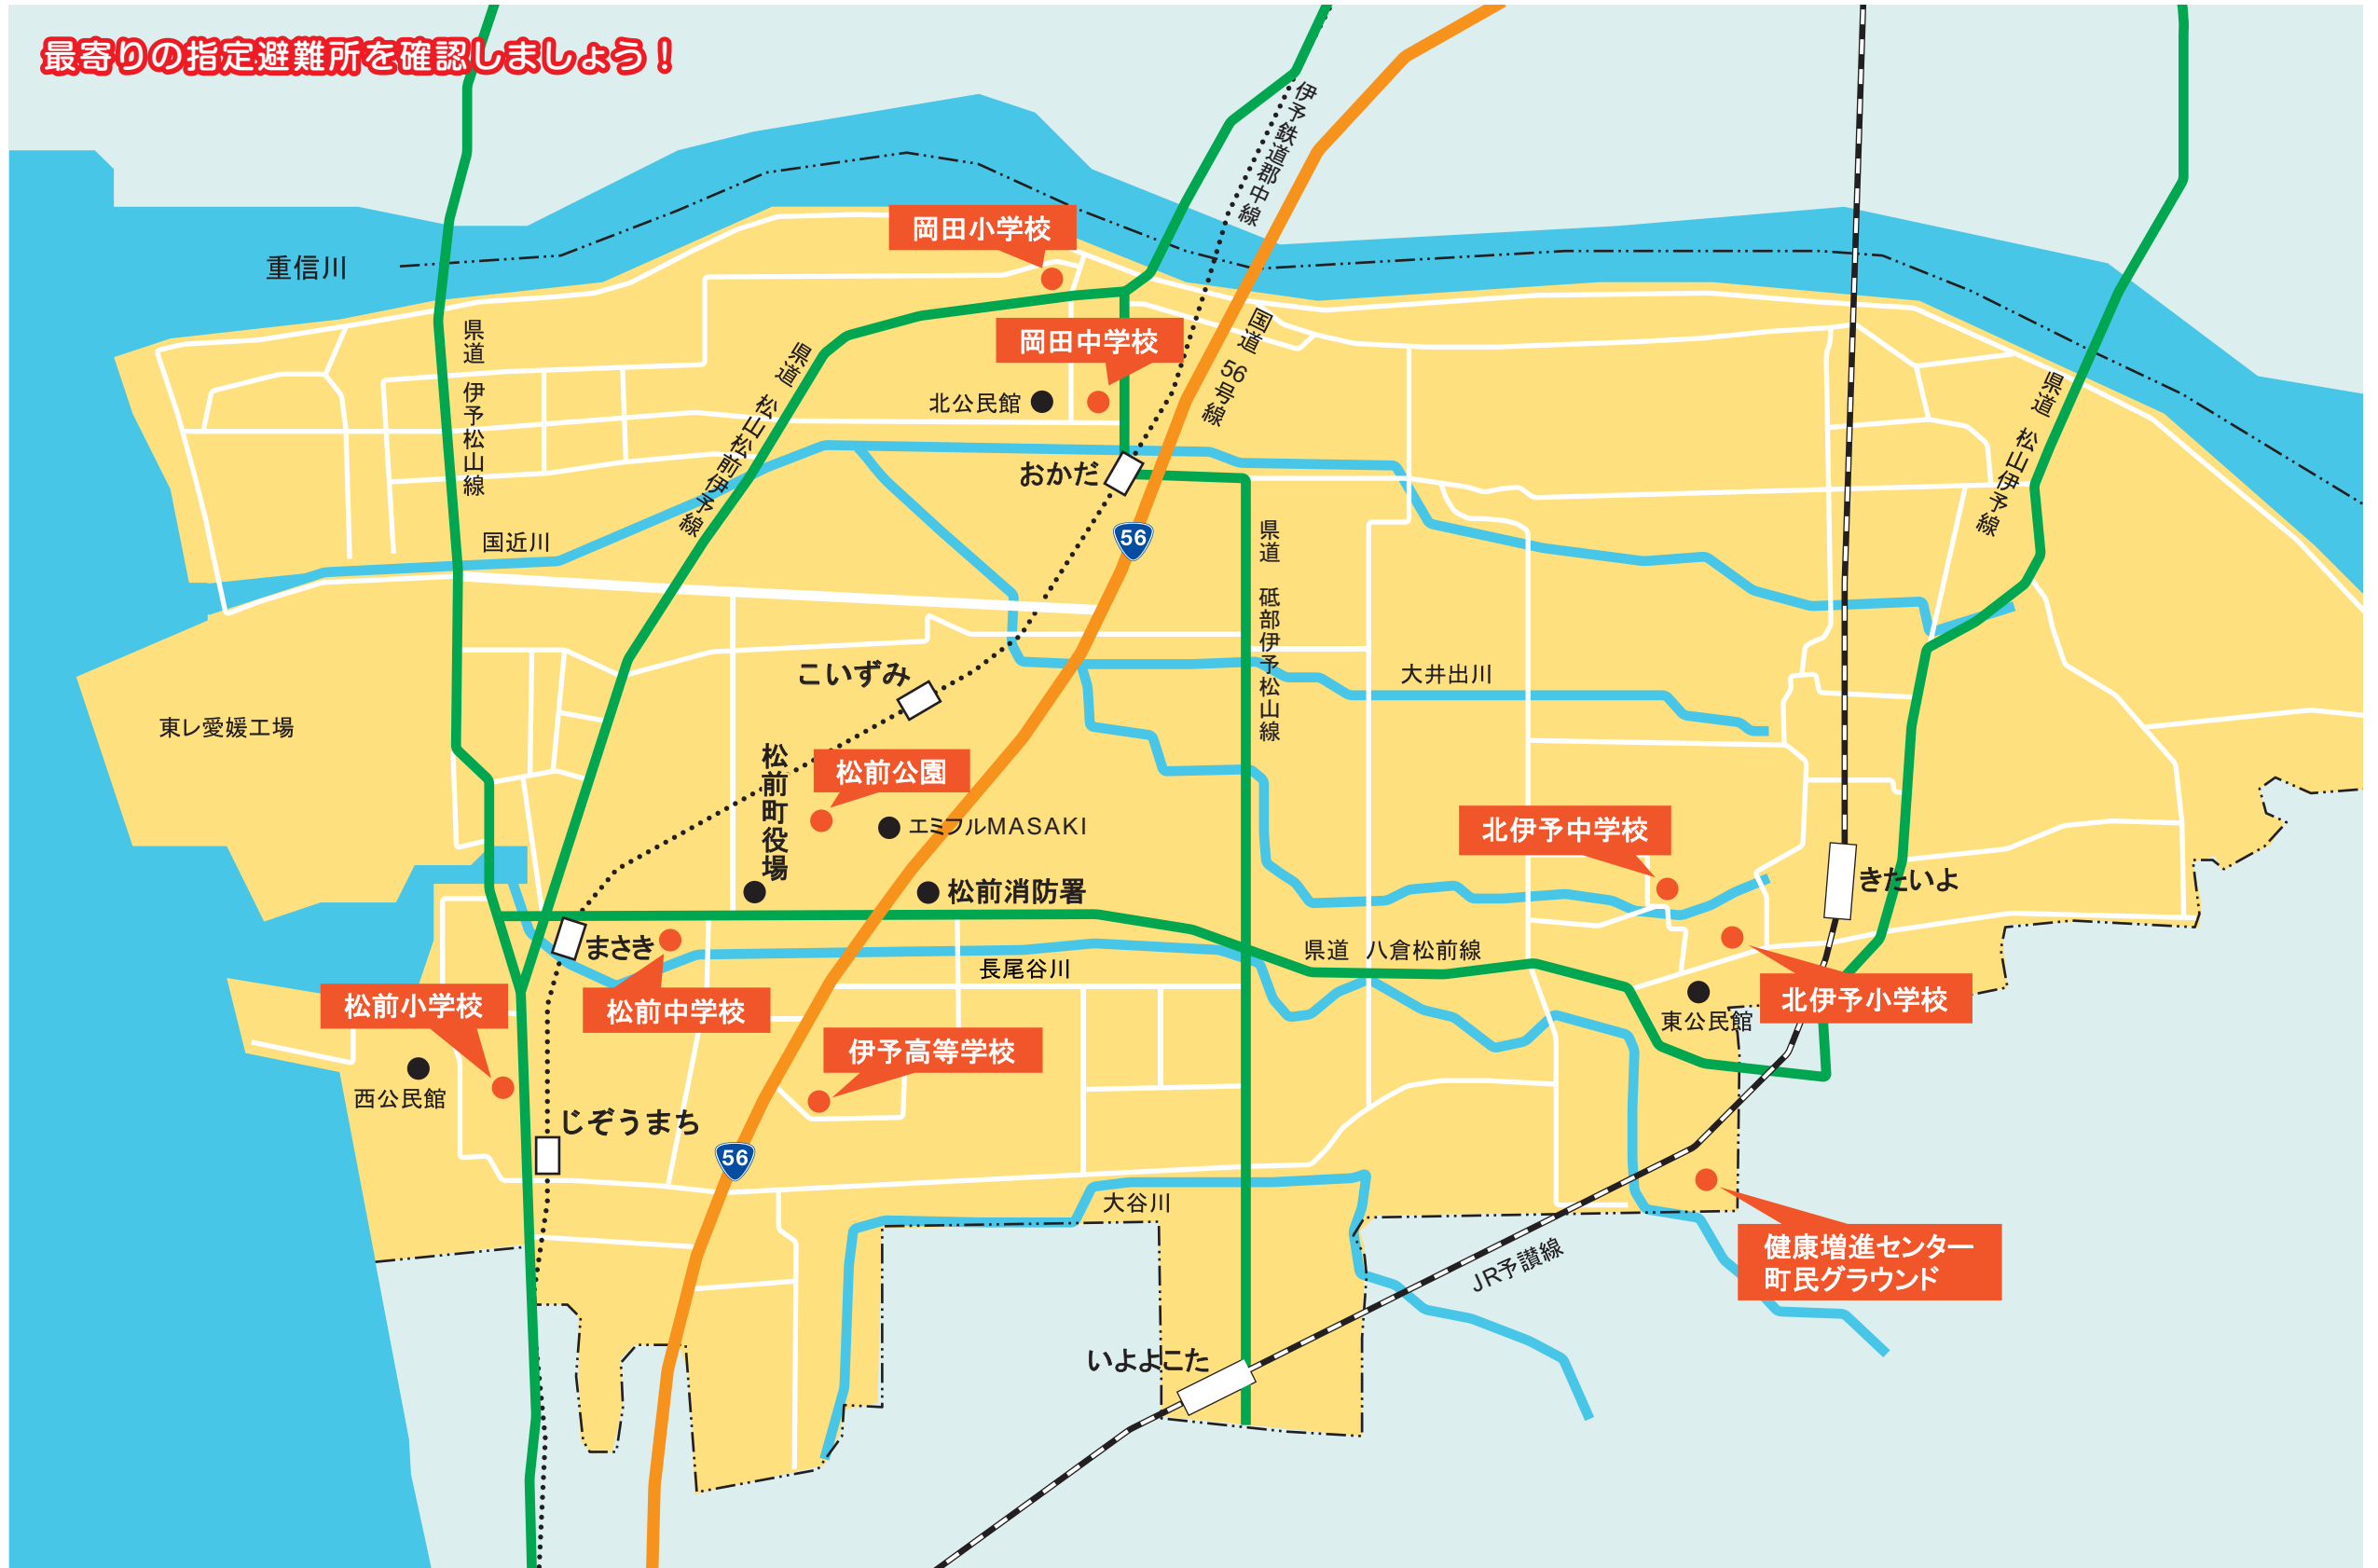 最寄りの指定避難所を確認しましょう！
伊予鉄道郡中線
岡田小学校
重信川
県道 伊予松山線
県道 松山松前伊予線
岡田中学校
国道 56号線
北公民館
県道 松山伊予線
おかだ
56
国近川
県道 砥部伊予松山線
こいずみ
大井出川
東レ愛媛工場
松前町役場
松前公園
エミフルMASAKI
北伊予中学校
松前消防署
きたいよ
まさき
県道 八倉松前線
長尾谷川
松前小学校
松前中学校
北伊予小学校
東公民館
伊予高等学校
西公民館
じぞうまち
56
大谷川
健康増進センター
町民グラウンド
JR予讃線
いよよこた